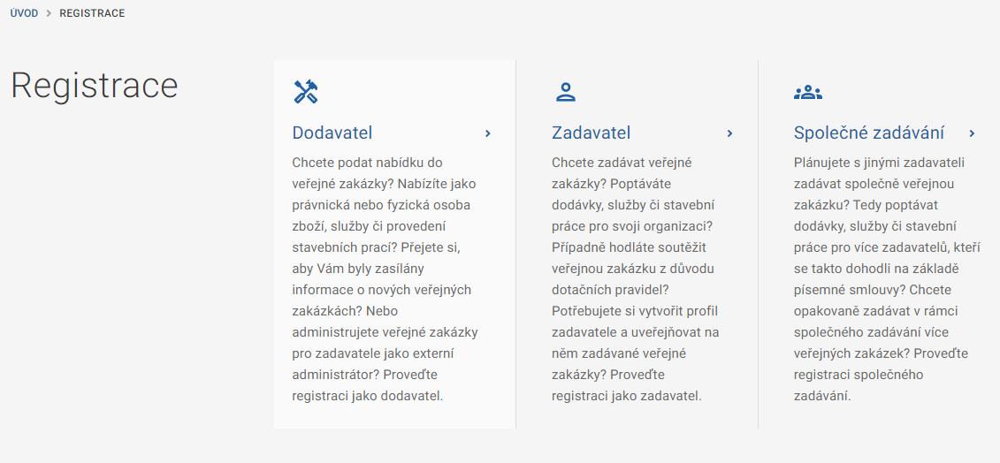 ÚVOD > REGISTRACE
Registrace
Dodavatel
Chcete podat nabídku do
veřejné zakázky? Nabízíte jako
právnická nebo fyzická osoba
zboží, služby či provedení
stavebních prací? Přejete si,
aby Vám byly zasílány
informace o nových veřejných
zakázkách? Nebo
administrujete veřejné zakázky
pro zadavatele jako externí
administrátor? Proveďte
registraci jako dodavatel.
Zadavatel
Chcete zadávat veřejné
zakázky? Poptáváte
dodávky, služby či stavební
práce pro svoji organizaci?
Případně hodláte soutěžit
veřejnou zakázku z důvodu
dotačních pravidel?
Potřebujete si vytvořit profil
zadavatele a uveřejňovat na
něm zadávané veřejné
zakázky? Proveďte
registraci jako zadavatel.
Společné zadávání
Plánujete s jinými zadavateli
zadávat společně veřejnou
zakázku? Tedy poptávat
dodávky, služby či stavební
práce pro více zadavatelů, kteří
se takto dohodli na základě
písemné smlouvy? Chcete
opakovaně zadávat v rámci
společného zadávání více
veřejných zakázek? Proveďte
registraci společného
zadávání.